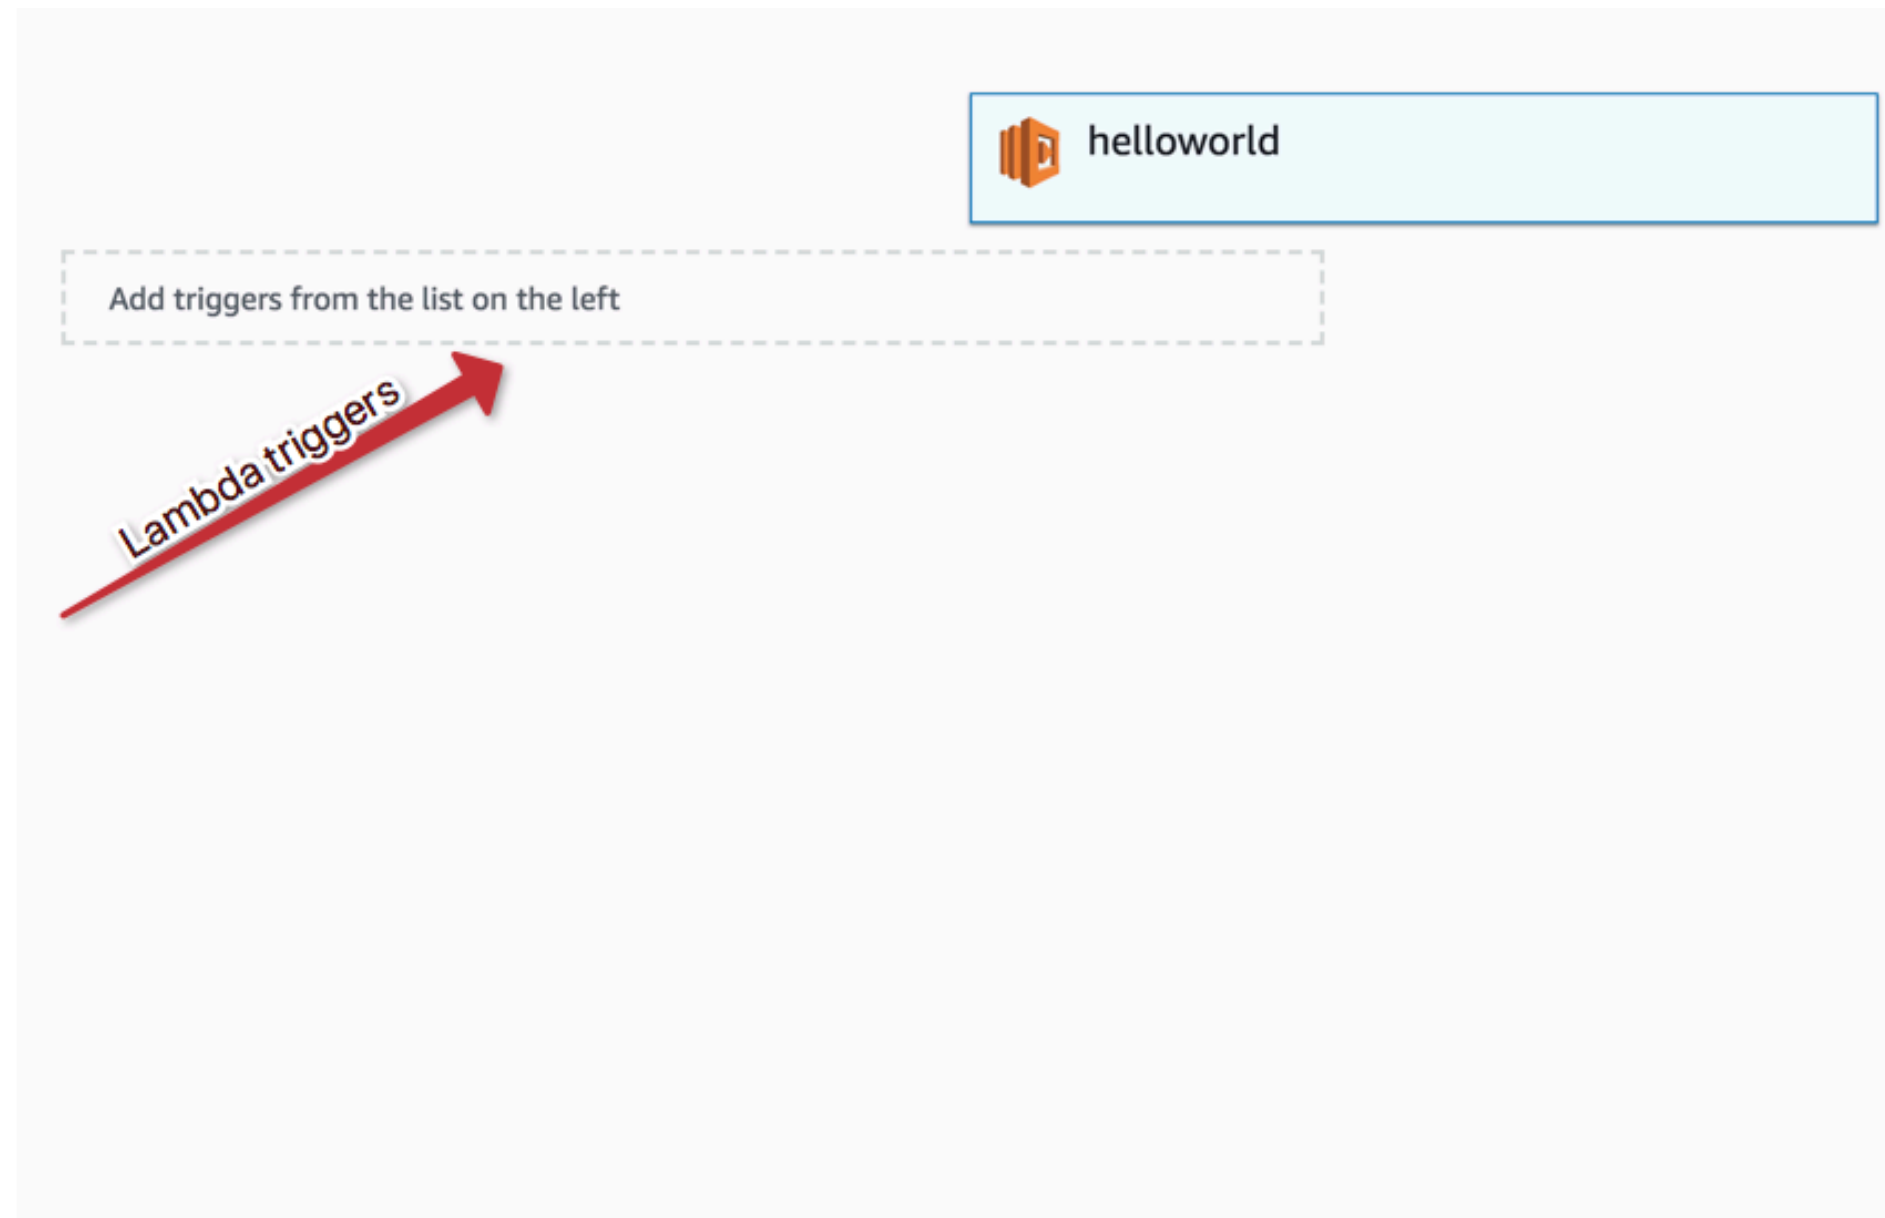 helloworld
Add triggers from the list on the left
Lambda triggers